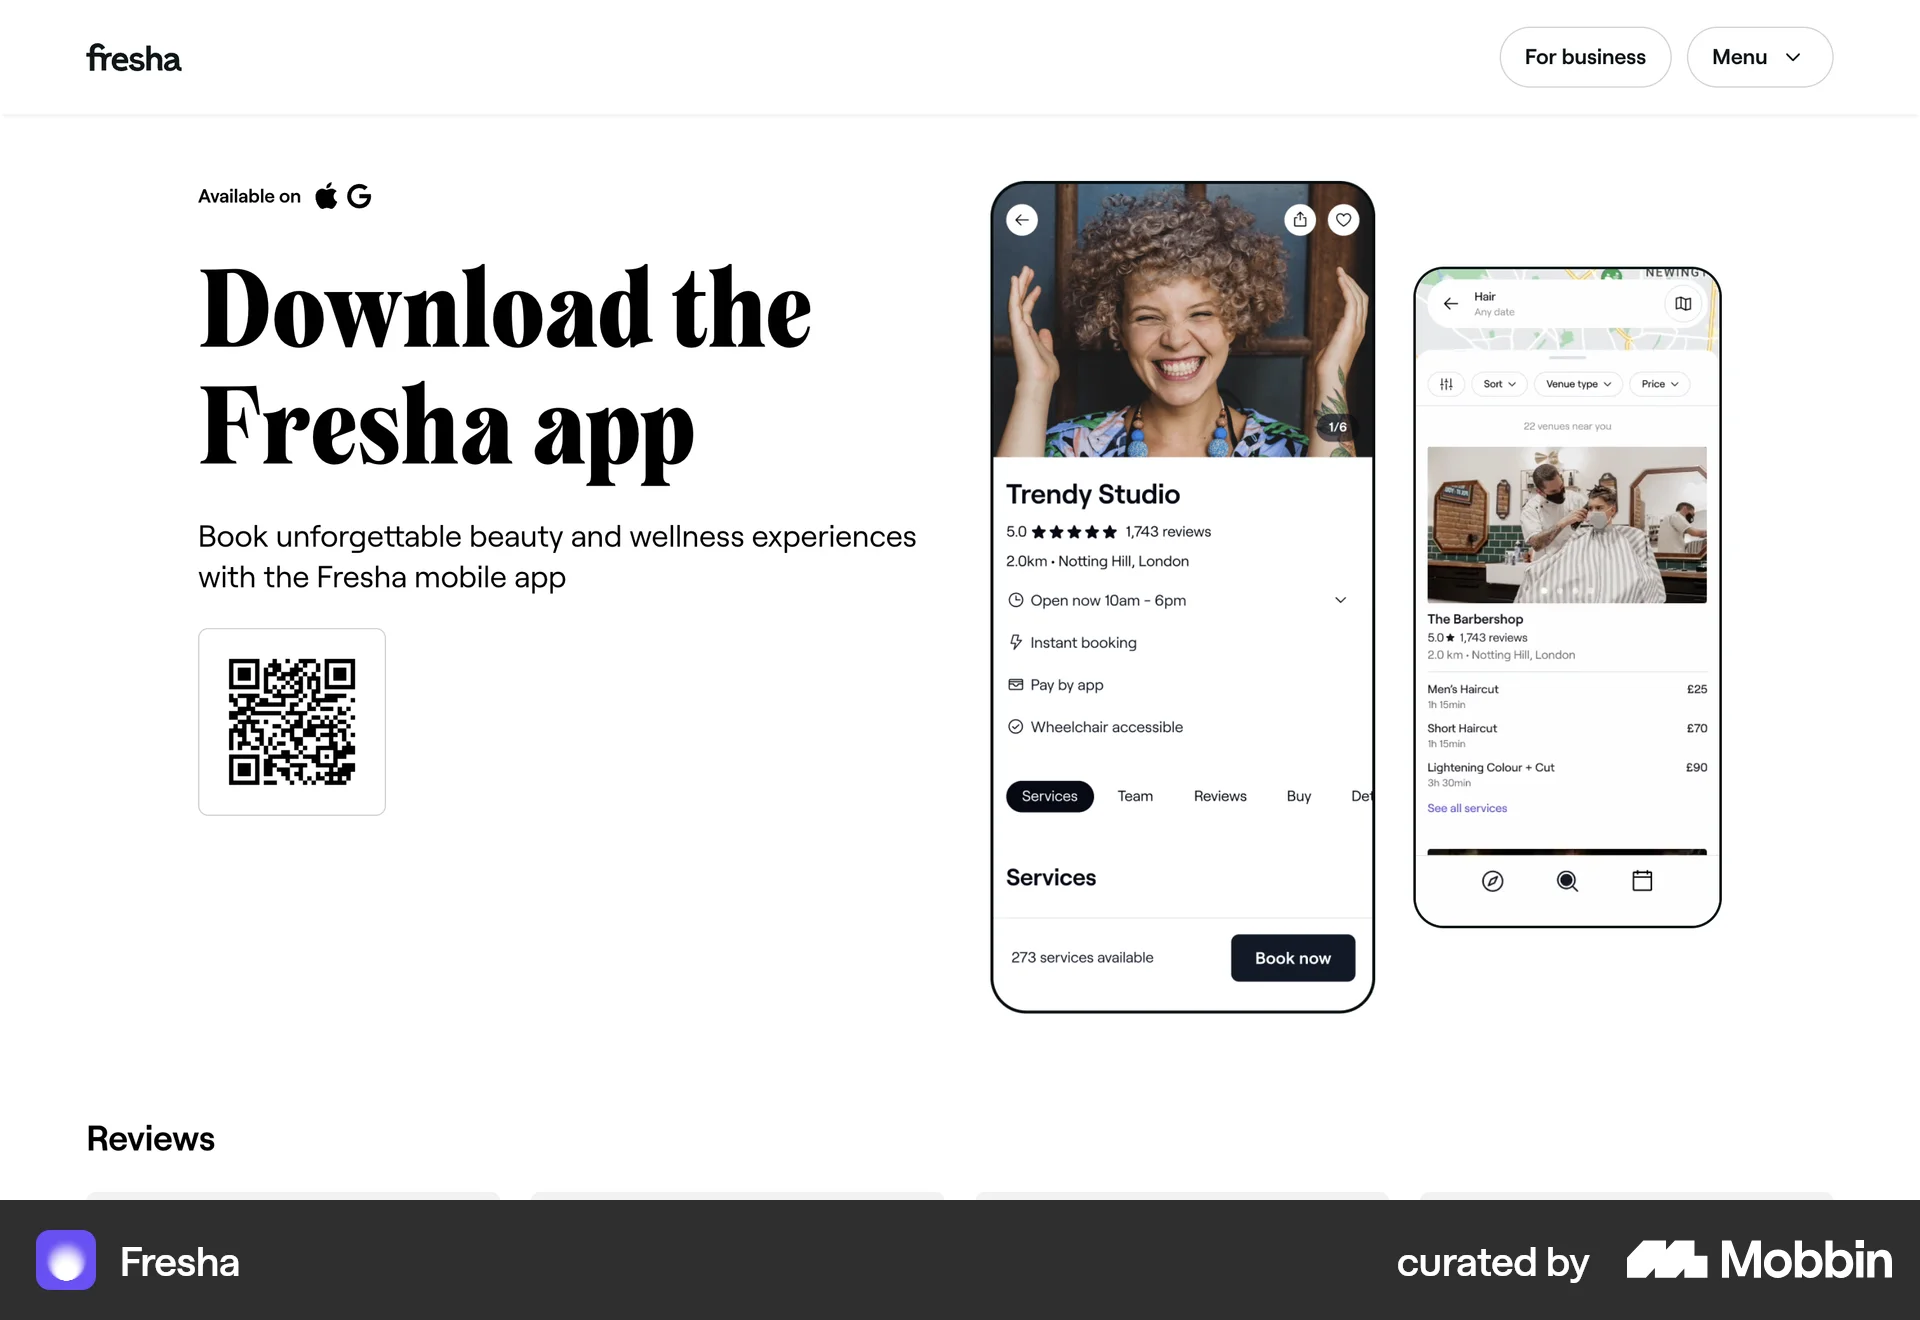 fresha
For business
Menu
Available on
Download the
Fresha app
Book unforgettable beauty and wellness experiences
with the Fresha mobile app
1/6
Trendy Studio
5.0 ★★★★★ 1,743 reviews
2.0km • Notting Hill, London
Open now 10am - 6pm
Instant booking
Pay by app
Wheelchair accessible
Services Team Reviews Buy Det
Services
273 services available
Book now
NEWINGT
Hair
Any date
Sort Venue type Price
22 venues near you
The Barbershop
5.0 ★ 1,743 reviews
2.0 km • Notting Hill, London
Men's Haircut £25
1h 15min
Short Haircut £70
1h 15min
Lightening Colour + Cut £90
3h 30min
See all services
Reviews
Fresha
curated by Mobbin